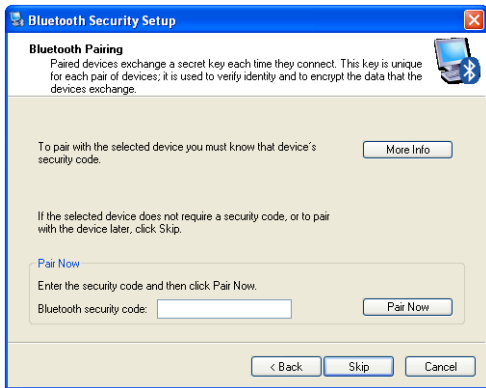 Bluetooth Security Setup
Bluetooth Pairing
Paired devices exchange a secret key each time they connect. This key is unique
for each pair of devices; it is used to verify identity and to encrypt the data that the
devices exchange.
To pair with the selected device you must know that device's
security code.
More Info
If the selected device does not require a security code, or to pair
with the device later, click Skip.
Pair Now
Enter the security code and then click Pair Now.
Bluetooth security code:
Pair Now
< Back
Skip
Cancel